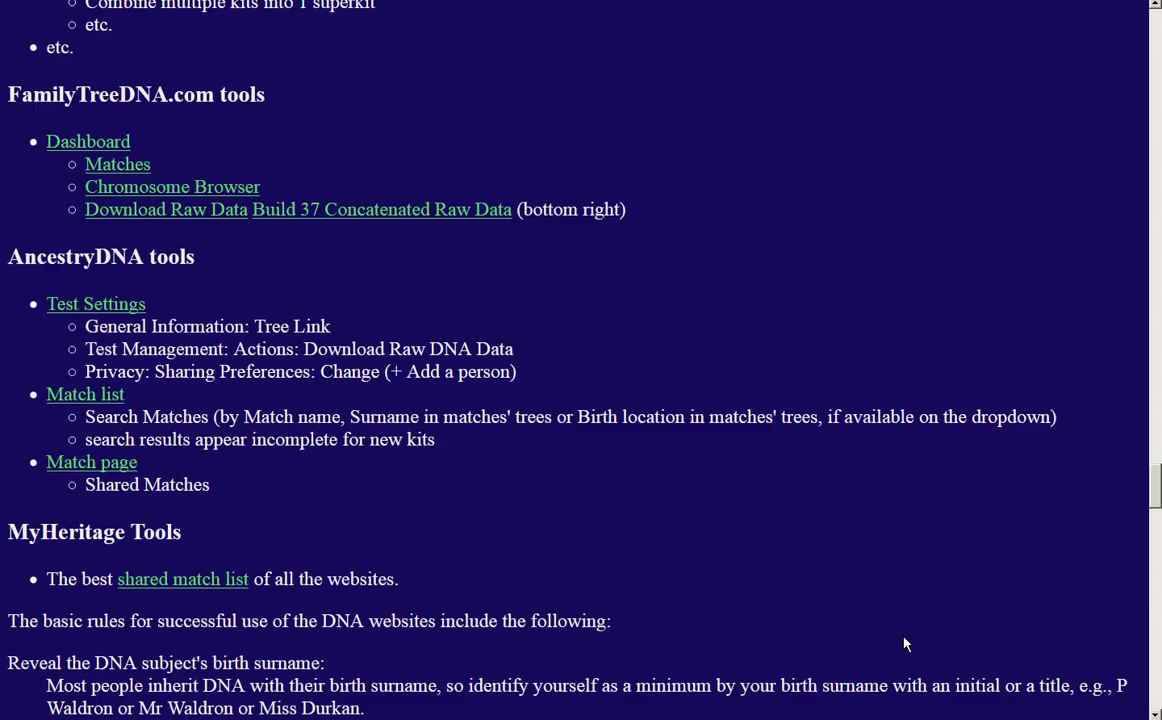 Combine multiple kits into 1 superkit
etc.
etc.
FamilyTreeDNA.com tools
Dashboard
Matches
Chromosome Browser
Download Raw Data Build 37 Concatenated Raw Data (bottom right)
AncestryDNA tools
Test Settings
General Information: Tree Link
Test Management: Actions: Download Raw DNA Data
Privacy: Sharing Preferences: Change (+ Add a person)
Match list
Search Matches (by Match name, Surname in matches' trees or Birth location in matches' trees, if available on the dropdown)
search results appear incomplete for new kits
Match page
Shared Matches
MyHeritage Tools
The best shared match list of all the websites.
The basic rules for successful use of the DNA websites include the following:
Reveal the DNA subject's birth surname:
Most people inherit DNA with their birth surname, so identify yourself as a minimum by your birth surname with an initial or a title, e.g., P
Waldron or Mr Waldron or Miss Durkan.